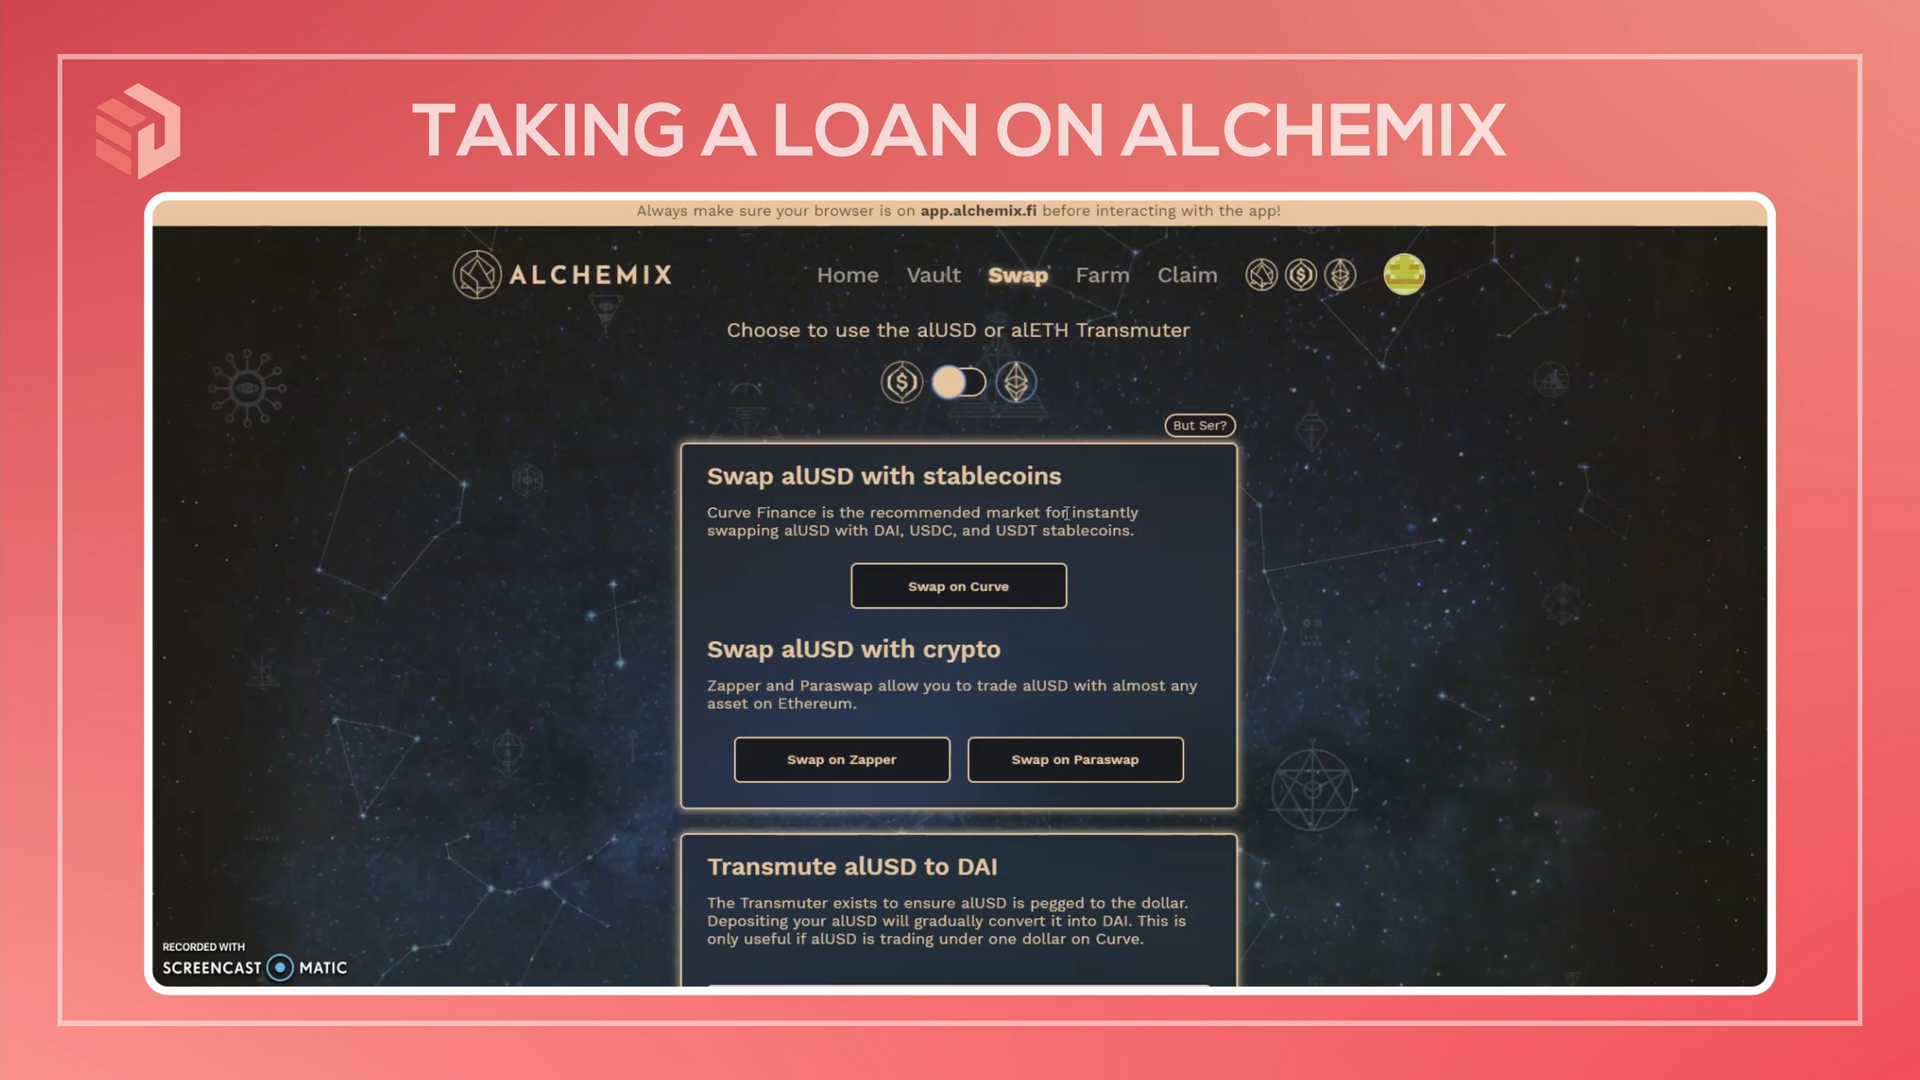 TAKING A LOAN ON ALCHEMIX
Always make sure your browser is on app.alchemix.fi before interacting with the app!
ALCHEMIX
Home Vault Swap Farm Claim
Choose to use the alUSD or alETH Transmuter
But Ser?
Swap alUSD with stablecoins
Curve Finance is the recommended market for instantly
swapping alUSD with DAI, USDC, and USDT stablecoins.
Swap on Curve
Swap alUSD with crypto
Zapper and Paraswap allow you to trade alUSD with almost any
asset on Ethereum.
Swap on Zapper Swap on Paraswap
Transmute alUSD to DAI
The Transmuter exists to ensure alUSD is pegged to the dollar.
Depositing your alUSD will gradually convert it into DAI. This is
only useful if alUSD is trading under one dollar on Curve.
RECORDED WITH
SCREENCAST MATIC